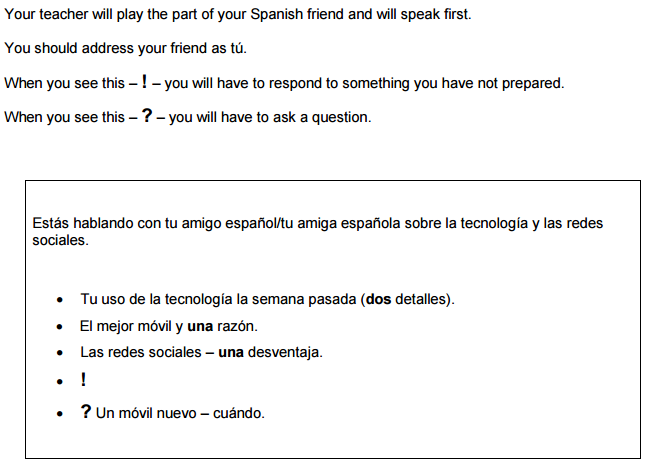 Your teacher will play the part of your Spanish friend and will speak first.
You should address your friend as tú.
When you see this – ! – you will have to respond to something you have not prepared.
When you see this – ? – you will have to ask a question.
Estás hablando con tu amigo español/tu amiga española sobre la tecnología y las redes
sociales.
• Tu uso de la tecnología la semana pasada (dos detalles).
• El mejor móvil y una razón.
• Las redes sociales – una desventaja.
• !
• ? Un móvil nuevo – cuándo.